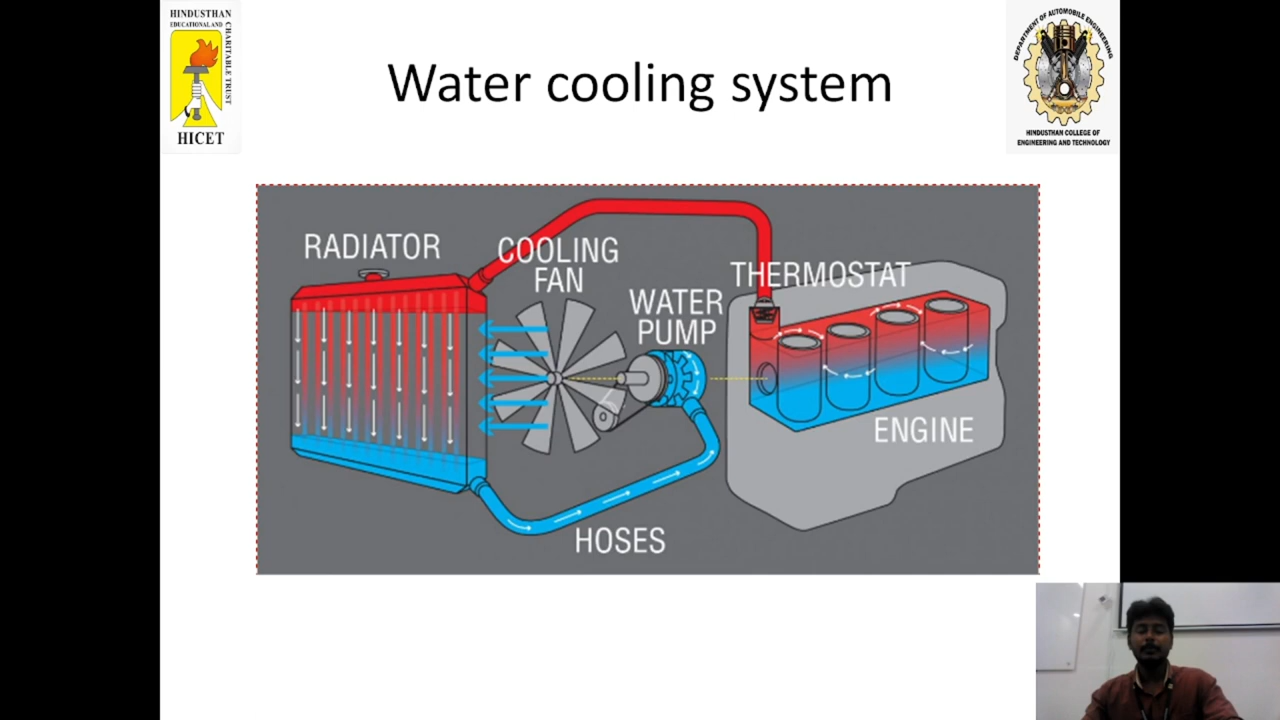 HINDUSTHAN
EDUCATIONAL AND
CHARITABLE TRUST
HICET
Water cooling system
DEPARTMENT OF AUTOMOBILE ENGINEERING
HINDUSTHAN COLLEGE OF
ENGINEERING AND TECHNOLOGY
RADIATOR
COOLING
FAN
WATER
PUMP
THERMOSTAT
ENGINE
HOSES